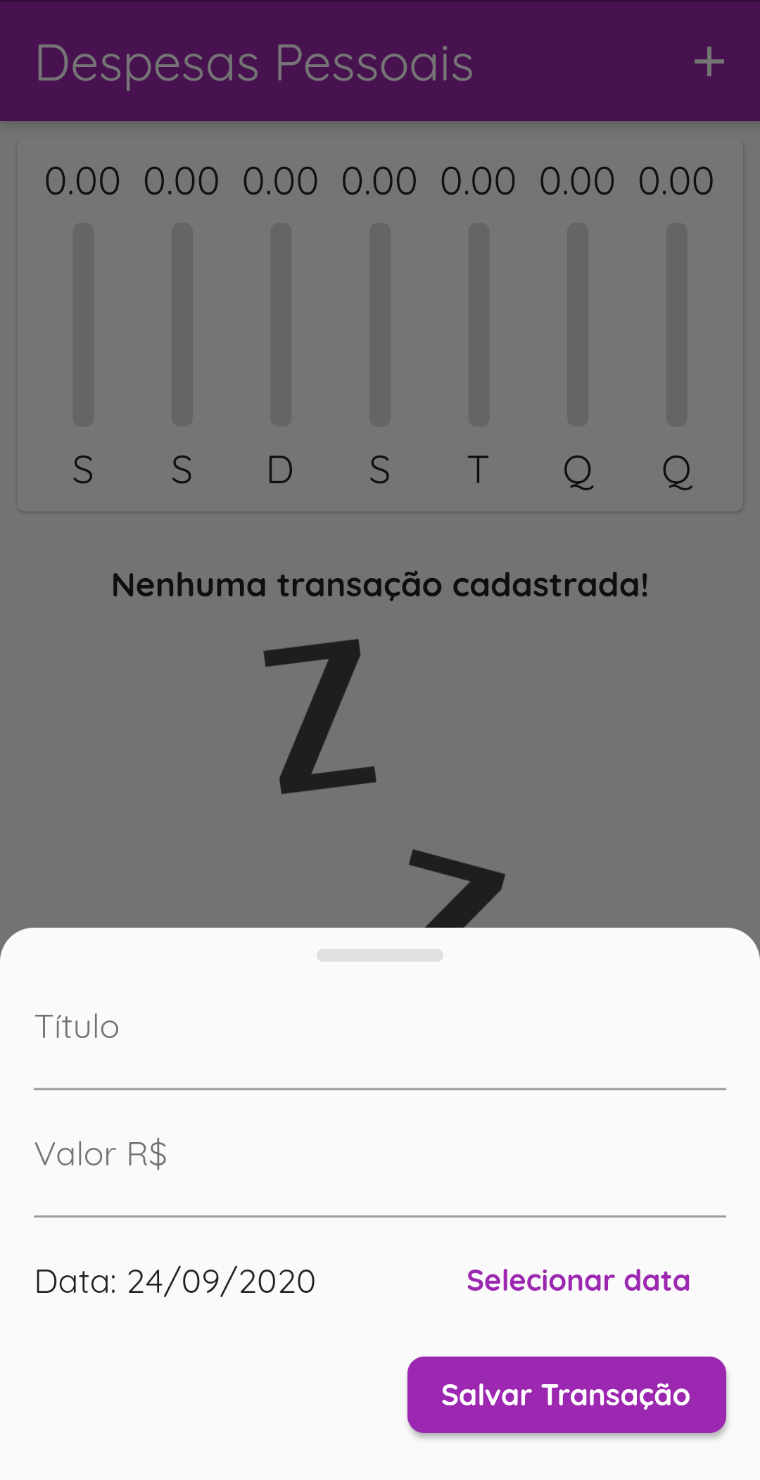 Despesas Pessoais +
0.00 0.00 0.00 0.00 0.00 0.00 0.00
S S D S T Q Q
Nenhuma transação cadastrada!
Z
Z
Título
Valor R$
Data: 24/09/2020 Selecionar data
Salvar Transação